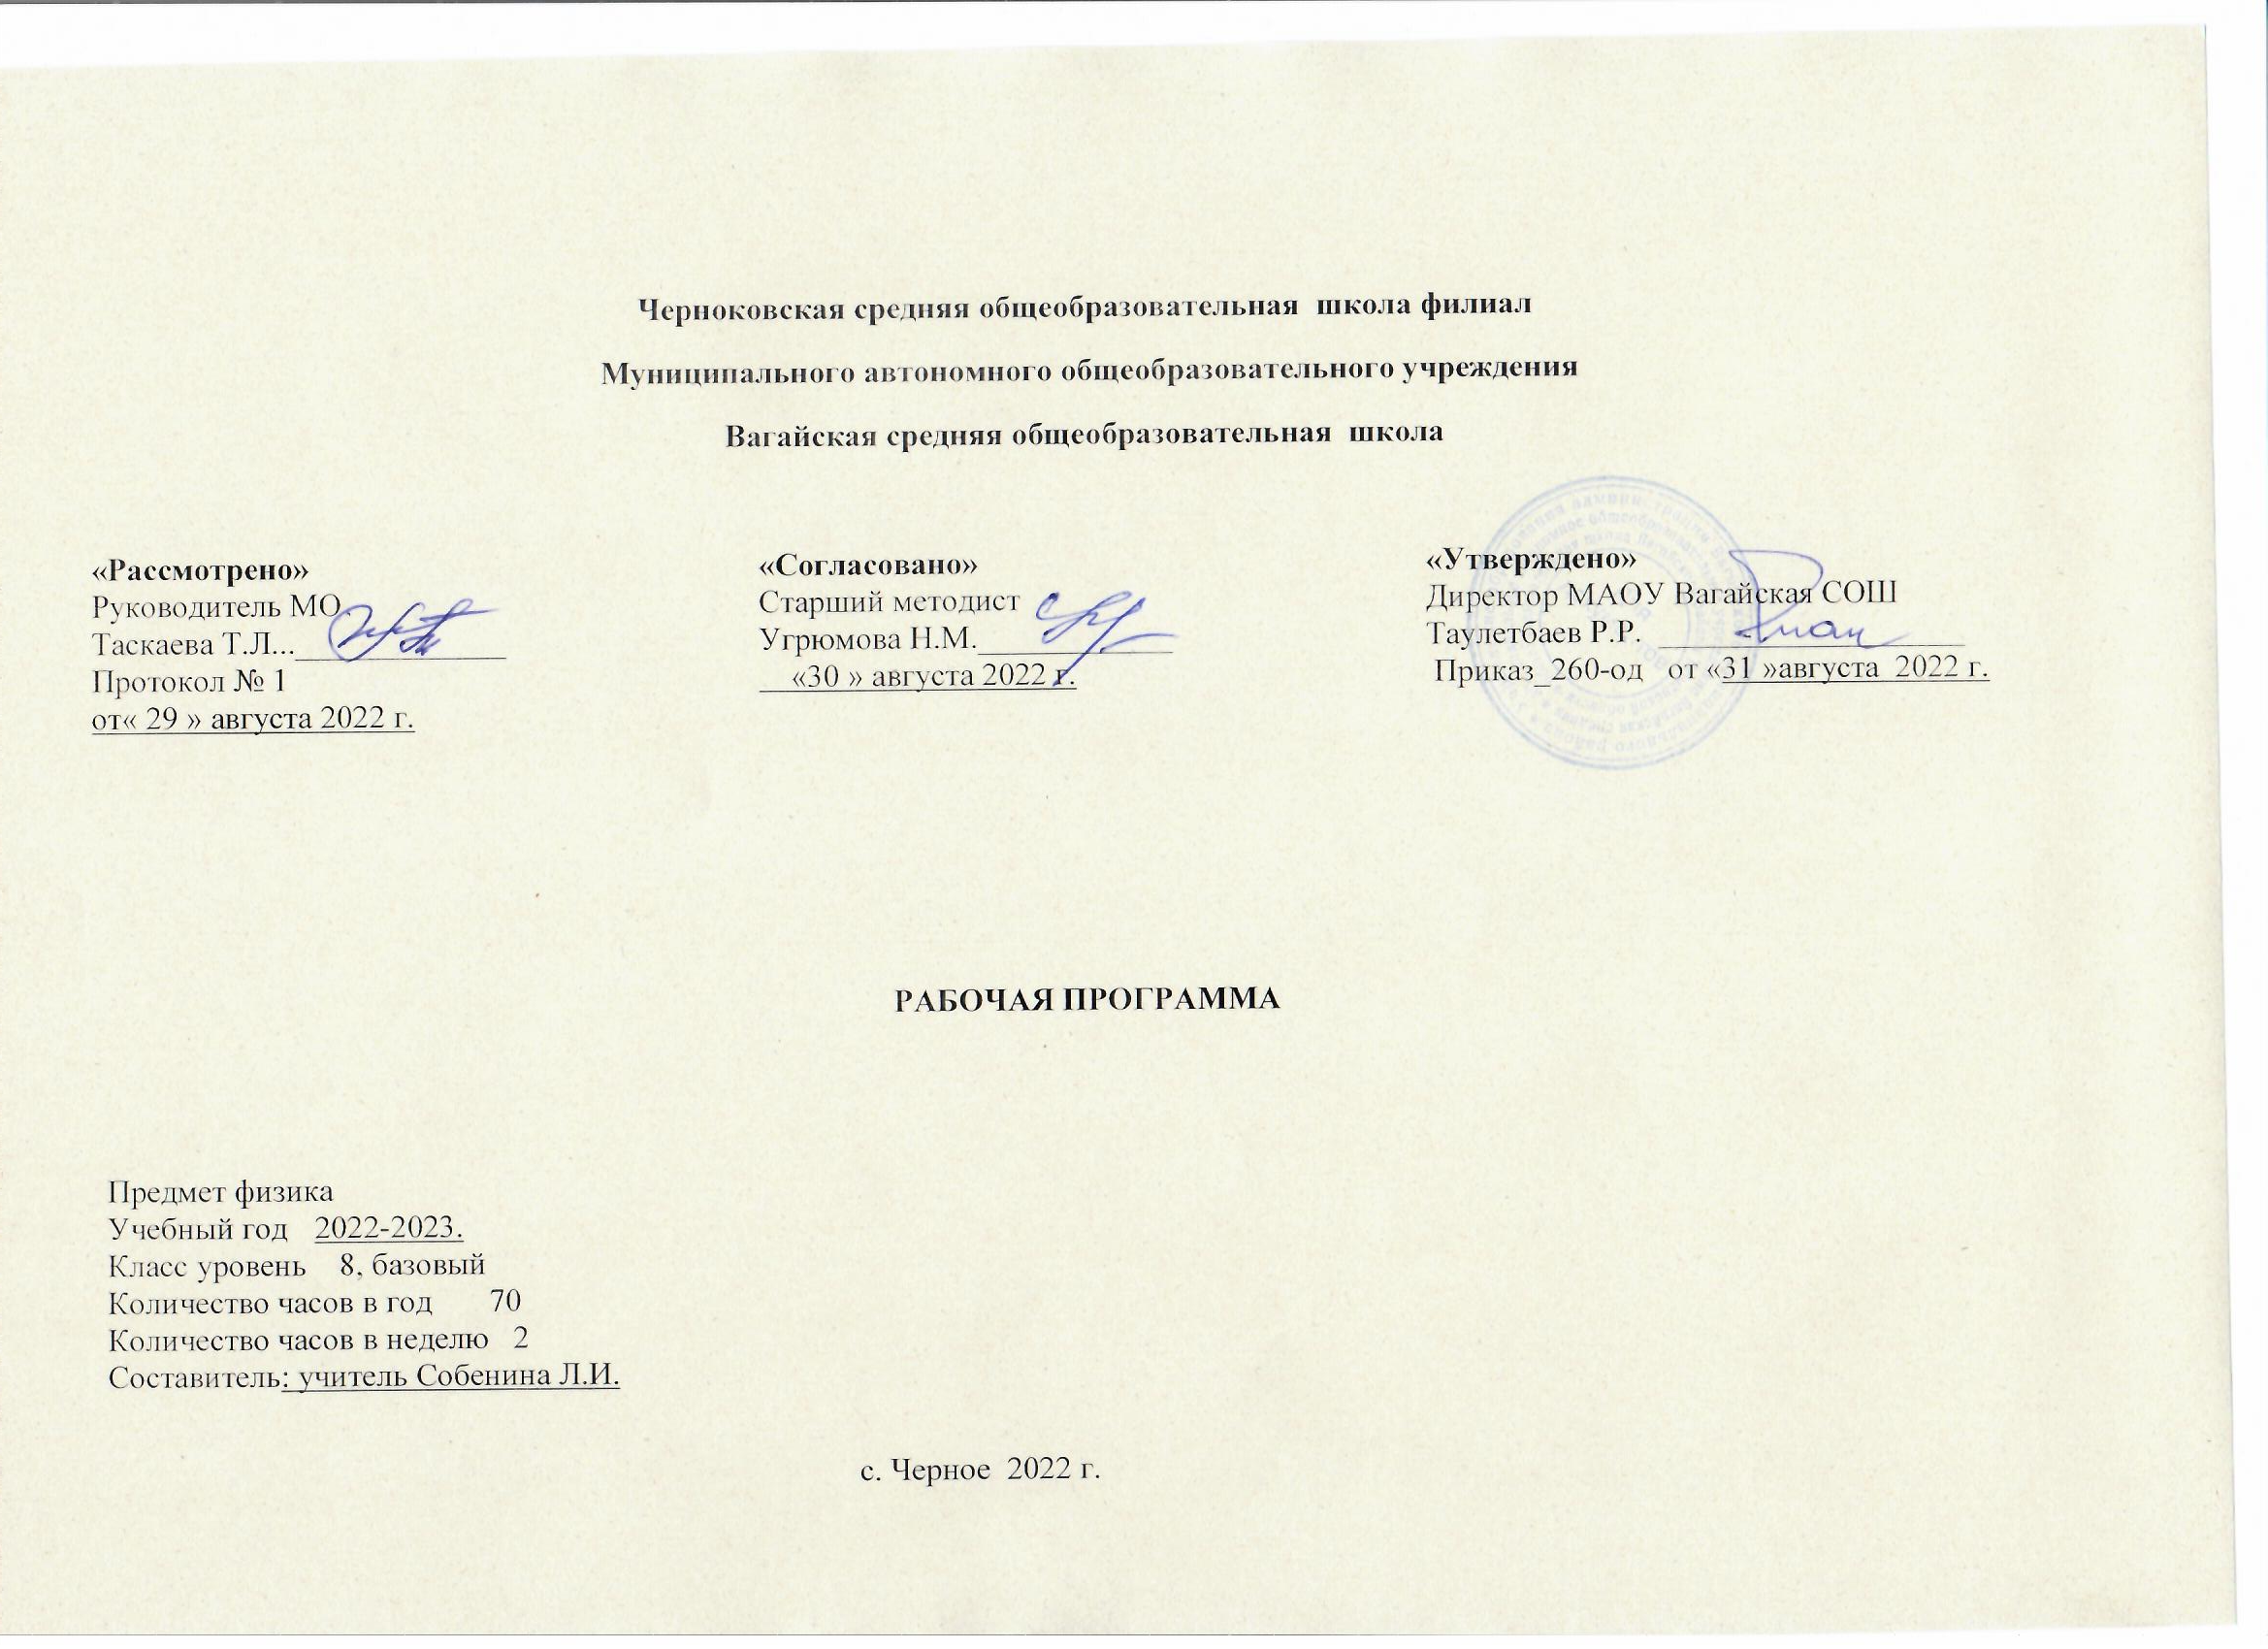 Черноковская средняя общеобразовательная школа филиал
Муниципального автономного общеобразовательного учреждения
Вагайская средняя общеобразовательная школа
«Рассмотрено»
Руководитель МО
Таскаева Т.Л...______________
Протокол № 1
от« 29 » августа 2022 г.
«Согласовано»
Старший методист
Угрюмова Н.М._____________
«30 » августа 2022 г.
«Утверждено»
Директор МАОУ Вагайская СОШ
Таулетбаев Р.Р. ____________________
Приказ_260-од от «31 »августа 2022 г.
РАБОЧАЯ ПРОГРАММА
Предмет физика
Учебный год 2022-2023.
Класс уровень 8, базовый
Количество часов в год 70
Количество часов в неделю 2
Составитель: учитель Собенина Л.И.
с. Черное 2022 г.